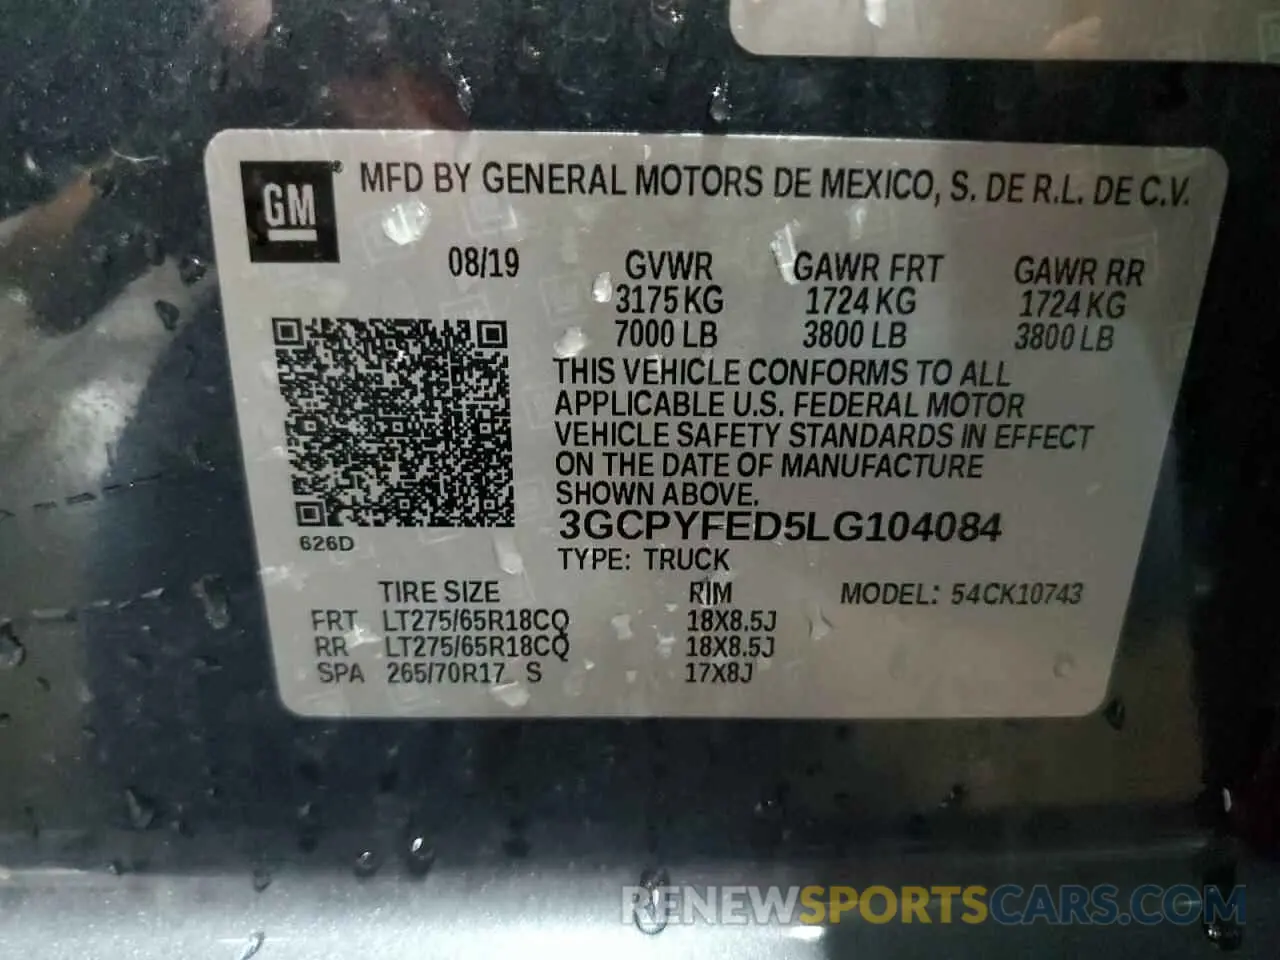 GM® MFD BY GENERAL MOTORS DE MEXICO, S. DE R.L. DE C.V.
08/19 GVWR GAWR FRT GAWR RR
3175 KG 1724 KG 1724 KG
7000 LB 3800 LB 3800 LB
THIS VEHICLE CONFORMS TO ALL
APPLICABLE U.S. FEDERAL MOTOR
VEHICLE SAFETY STANDARDS IN EFFECT
ON THE DATE OF MANUFACTURE
SHOWN ABOVE.
3GCPYFED5LG104084
626D
TYPE: TRUCK
TIRE SIZE RIM MODEL: 54CK10743
FRT LT275/65R18CQ 18X8.5J
RR LT275/65R18CQ 18X8.5J
SPA 265/70R17 S 17X8J
RENEWSPORTSCARS.COM